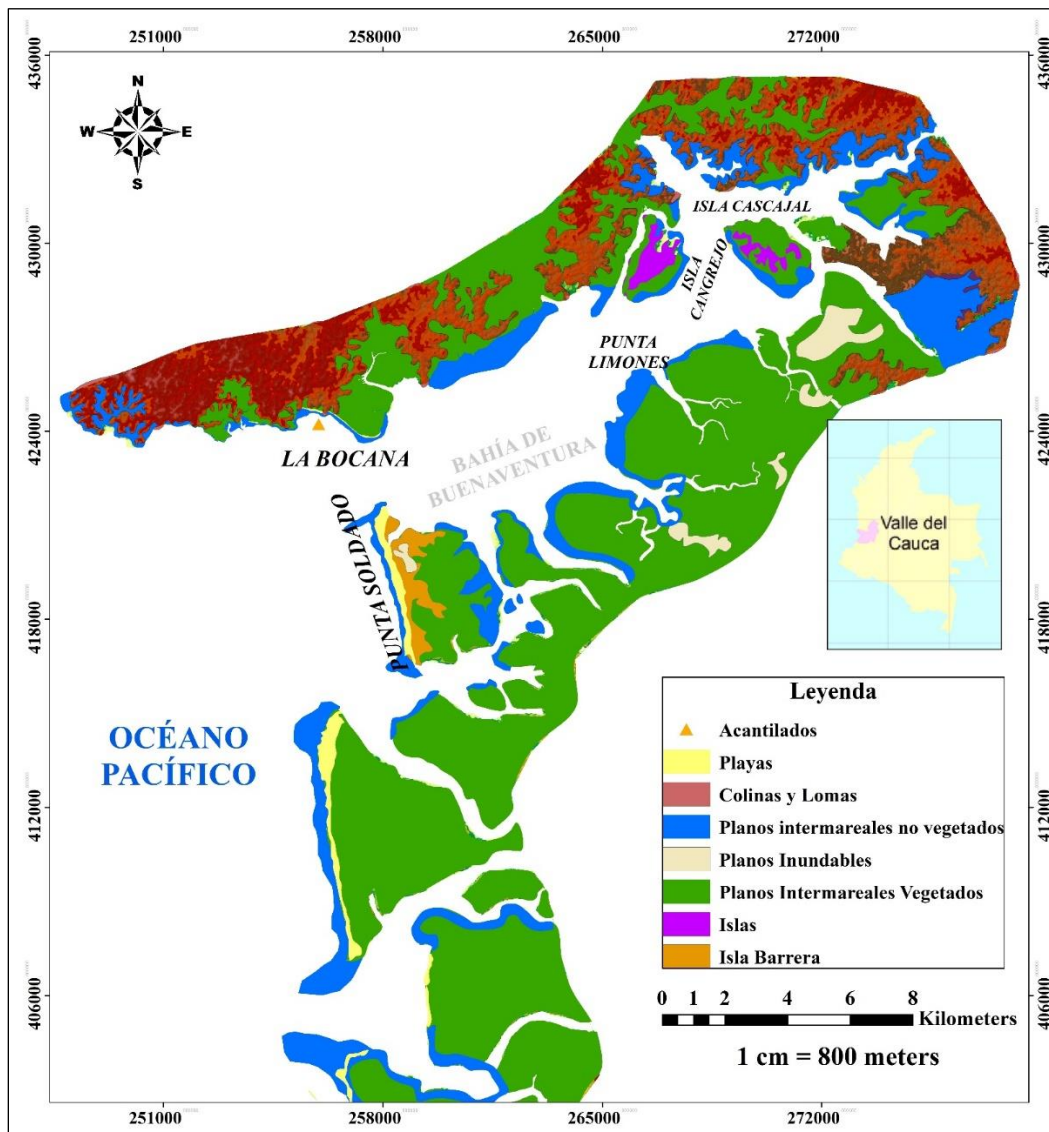 251000
258000
265000
272000
436000
436000
N
W
E
S
ISLA CASCAJAL
430000
430000
ISLA
CANGREJO
PUNTA
LIMONES
424000
424000
LA BOCANA
BAHÍA DE
BUENAVENTURA
Valle del
Cauca
PUNTA SOLDADO
418000
418000
Leyenda
OCÉANO
PACÍFICO
Acantilados
Playas
Colinas y Lomas
412000
412000
Planos intermareales no vegetados
Planos Inundables
Planos Intermareales Vegetados
Islas
Isla Barrera
406000
406000
0 1 2 4 6 8
Kilometers
1 cm = 800 meters
251000
258000
265000
272000